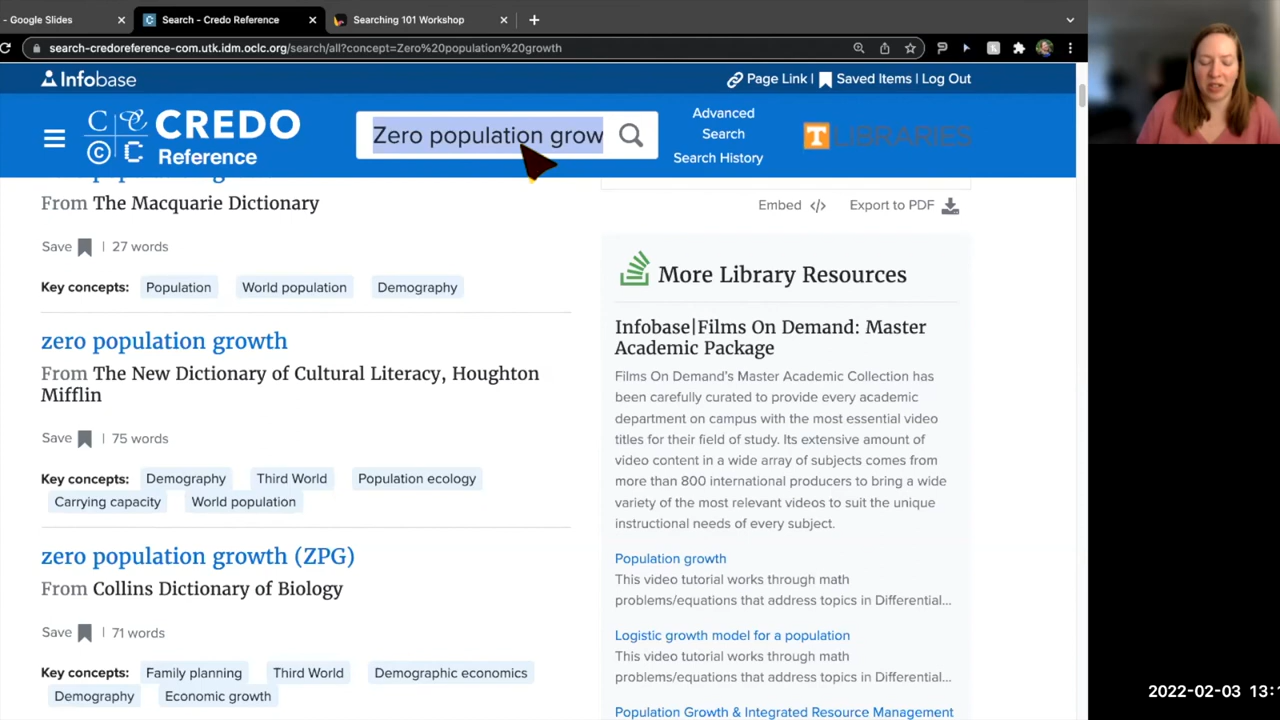 - Google Slides
Search - Credo Reference
Searching 101 Workshop
search-credoreference-com.utk.idm.oclc.org/search/all?concept=Zero%20population%20growth
Infobase
Page Link |
Saved Items | Log Out
CREDO
Reference
Zero population grow
Advanced
Search
Search History
T LIBRARIES
From The Macquarie Dictionary
Save | 27 words
Key concepts: Population World population Demography
zero population growth
From The New Dictionary of Cultural Literacy, Houghton
Mifflin
Save | 75 words
Key concepts: Demography Third World Population ecology
Carrying capacity World population
zero population growth (ZPG)
From Collins Dictionary of Biology
Save | 71 words
Key concepts: Family planning Third World Demographic economics
Demography Economic growth
Embed </> Export to PDF
More Library Resources
Infobase|Films On Demand: Master
Academic Package
Films On Demand's Master Academic Collection has
been carefully curated to provide every academic
department on campus with the most essential video
titles for their field of study. Its extensive amount of
video content in a wide array of subjects comes from
more than 800 international producers to bring a wide
variety of the most relevant videos to suit the unique
instructional needs of every subject.
Population growth
This video tutorial works through math
problems/equations that address topics in Differential...
Logistic growth model for a population
This video tutorial works through math
problems/equations that address topics in Differential...
Population Growth & Integrated Resource Management
2022-02-03 13:1